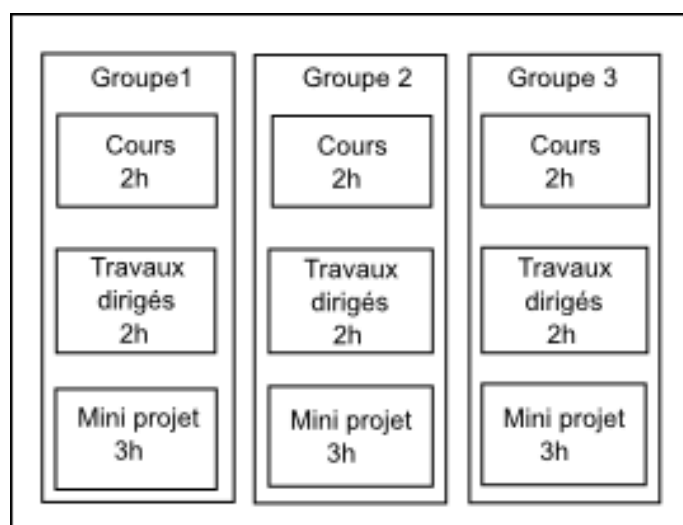 Groupe1
Cours
2h
Travaux
dirigés
2h
Mini projet
3h
Groupe 2
Cours
2h
Travaux
dirigés
2h
Mini projet
3h
Groupe 3
Cours
2h
Travaux
dirigés
2h
Mini projet
3h